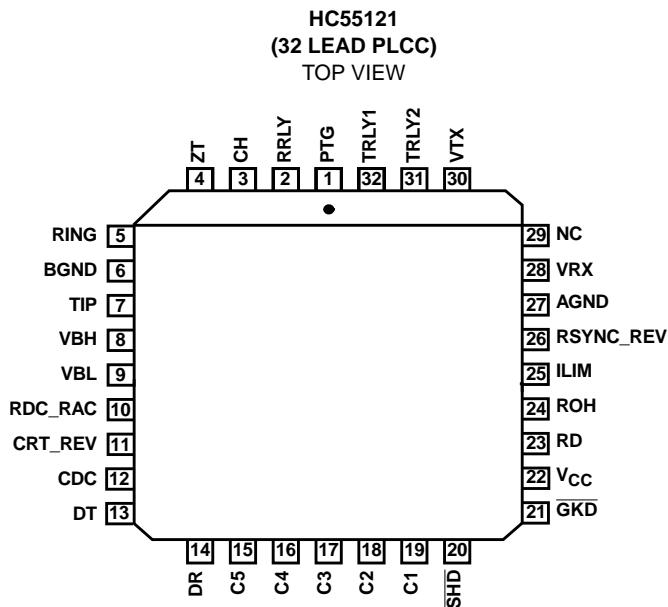 HC55121
(32 LEAD PLCC)
TOP VIEW
ZT
CH
RRLY
PTG
TRLY1
TRLY2
VTX
4
3
2
1
32
31
30
RING 5
BGND 6
TIP 7
VBH 8
VBL 9
RDC_RAC 10
CRT_REV 11
CDC 12
DT 13
29 NC
28 VRX
27 AGND
26 RSYNC_REV
25 ILIM
24 ROH
23 RD
22 VCC
21 GKD
14
15
16
17
18
19
20
DR
C5
C4
C3
C2
C1
SHD